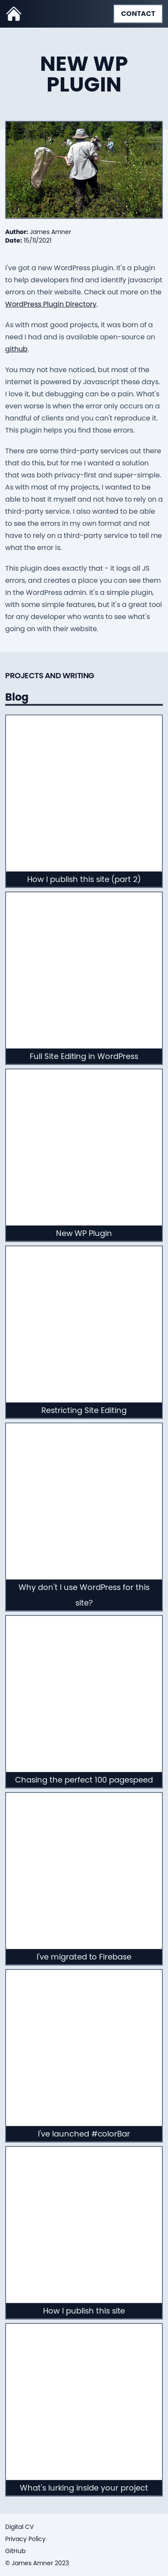 CONTACT
NEW WP
PLUGIN
Author: James Amner
Date: 15/11/2021
I've got a new WordPress plugin. It's a plugin
to help developers find and identify javascript
errors on their website. Check out more on the
WordPress Plugin Directory.
As with most good projects, it was born of a
need I had and is available open-source on
github.
You may not have noticed, but most of the
internet is powered by Javascript these days.
I love it, but debugging can be a pain. What's
even worse is when the error only occurs on a
handful of clients and you can't reproduce it.
This plugin helps you find those errors.
There are some third-party services out there
that do this, but for me I wanted a solution
that was both privacy-first and super-simple.
As with most of my projects, I wanted to be
able to host it myself and not have to rely on a
third-party service. I also wanted to be able
to see the errors in my own format and not
have to rely on a third-party service to tell me
what the error is.
This plugin does exactly that - it logs all JS
errors, and creates a place you can see them
in the WordPress admin. It's a simple plugin,
with some simple features, but it's a great tool
for any developer who wants to see what's
going on with their website.
PROJECTS AND WRITING
Blog
How I publish this site (part 2)
Full Site Editing in WordPress
New WP Plugin
Restricting Site Editing
Why don't I use WordPress for this
site?
Chasing the perfect 100 pagespeed
I've migrated to Firebase
I've launched #colorBar
How I publish this site
What's lurking inside your project
Digital CV
Privacy Policy
GitHub
© James Amner 2023